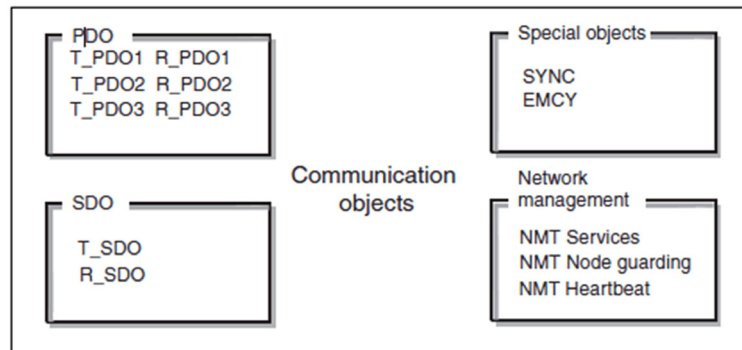 PDO
T_PDO1 R_PDO1
T_PDO2 R_PDO2
T_PDO3 R_PDO3
Special objects
SYNC
EMCY
Communication
objects
SDO
T_SDO
R_SDO
Network
management
NMT Services
NMT Node guarding
NMT Heartbeat